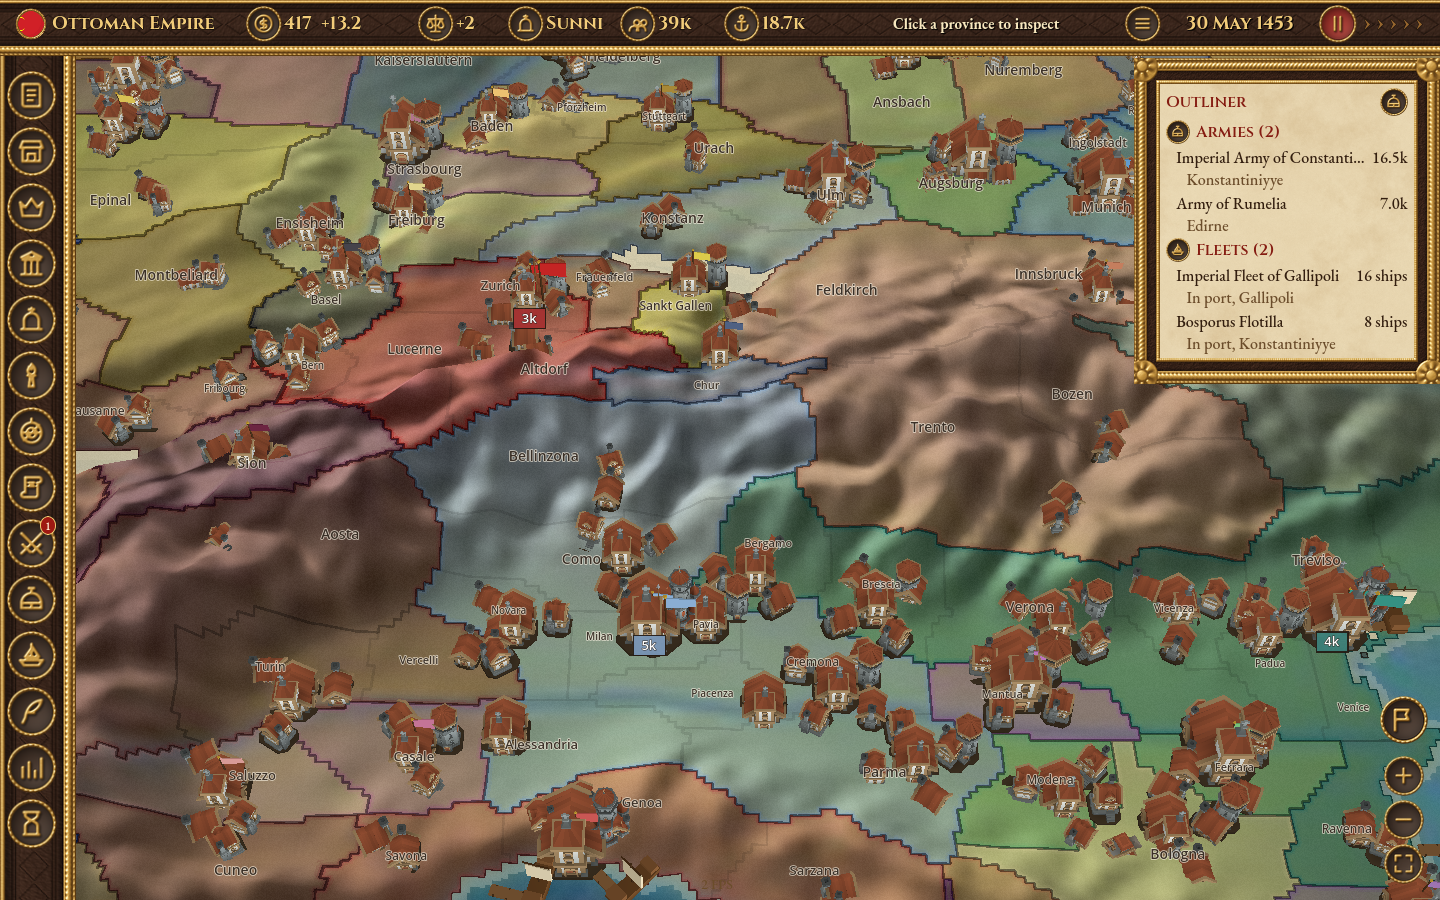 OTTOMAN EMPIRE
417 +13.2
+2
SUNNI
39K
18.7K
Click a province to inspect
30 MAY 1453
OUTLINER
ARMIES (2)
Imperial Army of Constanti... 16.5k
Konstantiniyye
Army of Rumelia 7.0k
Edirne
FLEETS (2)
Imperial Fleet of Gallipoli 16 ships
In port, Gallipoli
Bosporus Flotilla 8 ships
In port, Konstantiniyye
1
Kaiserslautern
Heidelberg
Nuremberg
Ansbach
Pforzheim
Stuttgart
Baden
Ingolstadt
Urach
Strasbourg
Augsburg
Epinal
Ulm
Munich
Ensisheim
Freiburg
Konstanz
Montbeliard
Innsbruck
Zurich
Frauenfeld
Feldkirch
Basel
Sankt Gallen
3k
Lucerne
Bern
Altdorf
Fribourg
Chur
Bozen
ausanne
Trento
Bellinzona
Sion
Aosta
Bergamo
Como
Treviso
Brescia
Novara
Verona
Vicenza
Pavia
Milan
5k
4k
Vercelli
Cremona
Padua
Turin
Piacenza
Mantua
Venice
Alessandria
Casale
Parma
Ferrara
Saluzzo
Modena
Genoa
Ravenna
Savona
Bologna
Cuneo
Sarzana